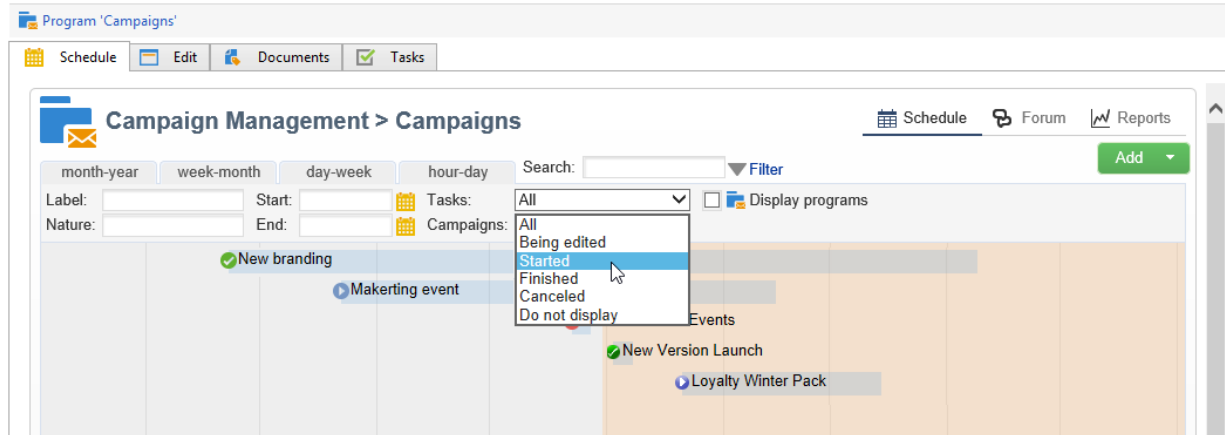 Program 'Campaigns'
Schedule Edit Documents Tasks
Campaign Management > Campaigns
Schedule Forum Reports
Add
month-year week-month day-week hour-day Search: Filter
Label: Start: Tasks: All Display programs
Nature: End: Campaigns: All
Being edited
New branding Started
Finished
Makerting event Canceled
Do not display
Events
New Version Launch
Loyalty Winter Pack